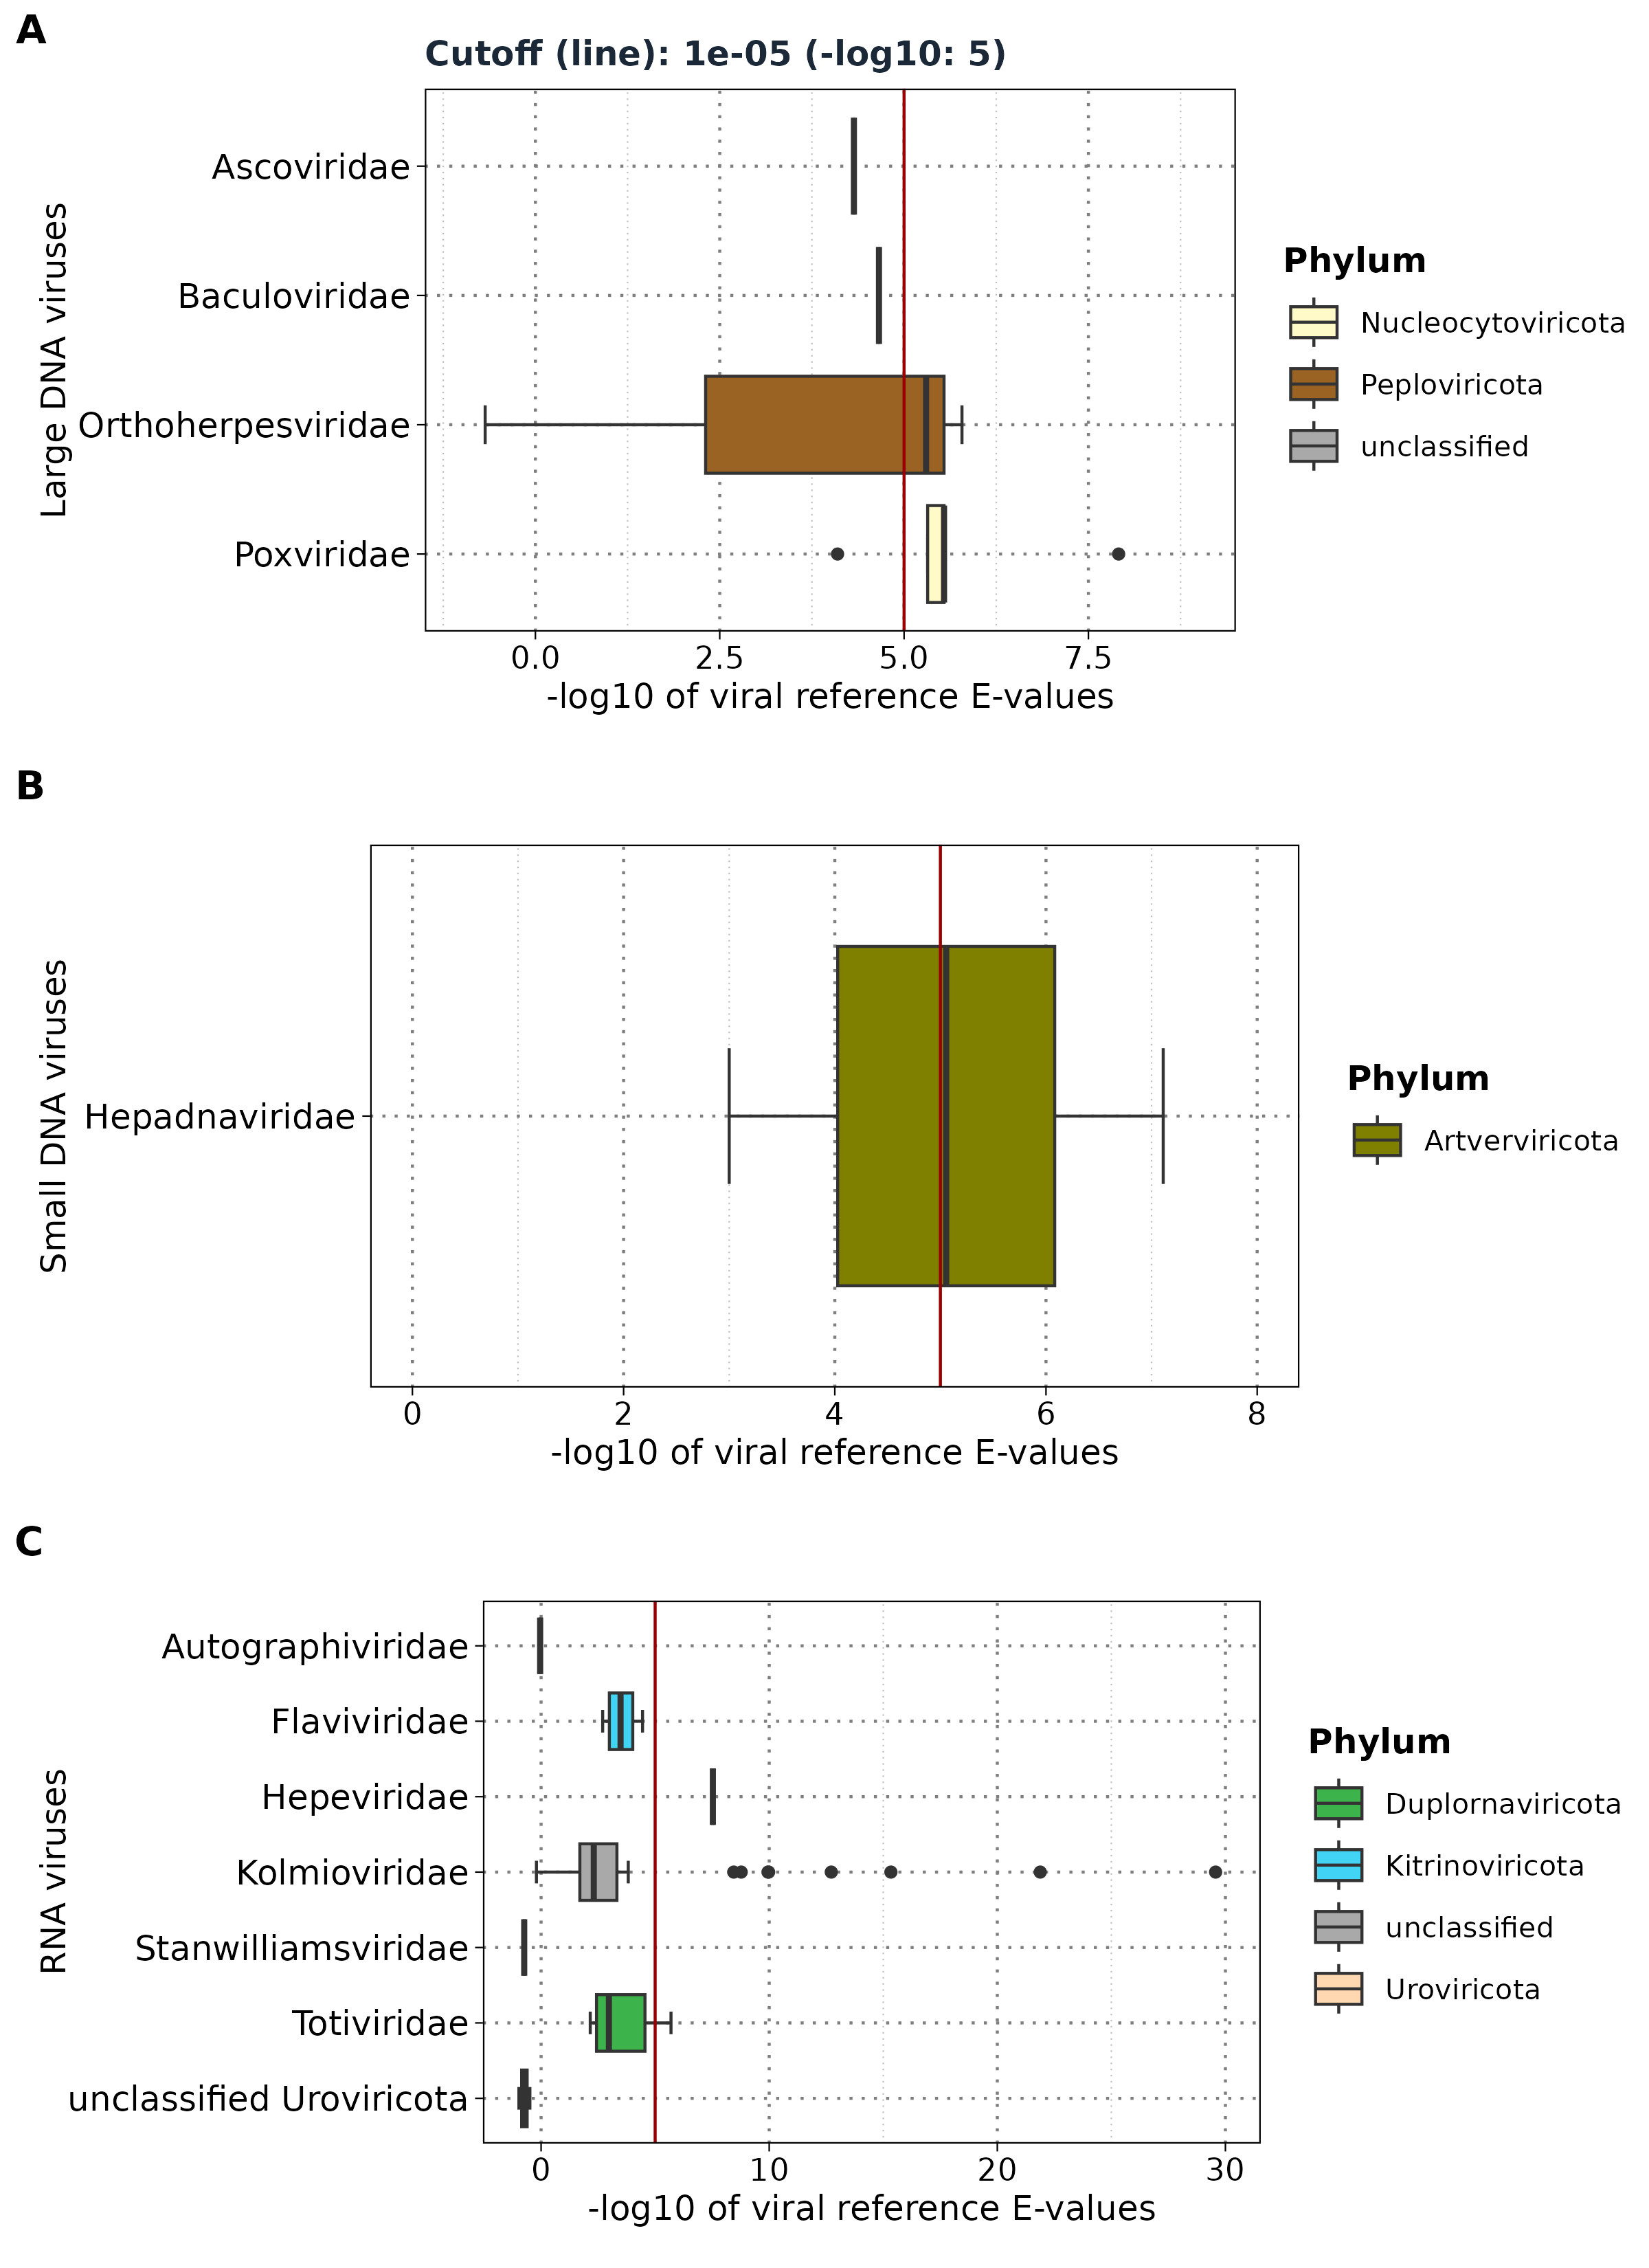 A
Cutoff (line): 1e-05 (-log10: 5)
Large DNA viruses
Ascoviridae
Baculoviridae
Orthoherpesviridae
Poxviridae
0.0 2.5 5.0 7.5
-log10 of viral reference E-values
Phylum
Nucleocytoviricota
Peploviricota
unclassified
B
Small DNA viruses
Hepadnaviridae
0 2 4 6 8
-log10 of viral reference E-values
Phylum
Artverviricota
C
RNA viruses
Autographiviridae
Flaviviridae
Hepeviridae
Kolmioviridae
Stanwilliamsviridae
Totiviridae
unclassified Uroviricota
0 10 20 30
-log10 of viral reference E-values
Phylum
Duplornaviricota
Kitrinoviricota
unclassified
Uroviricota